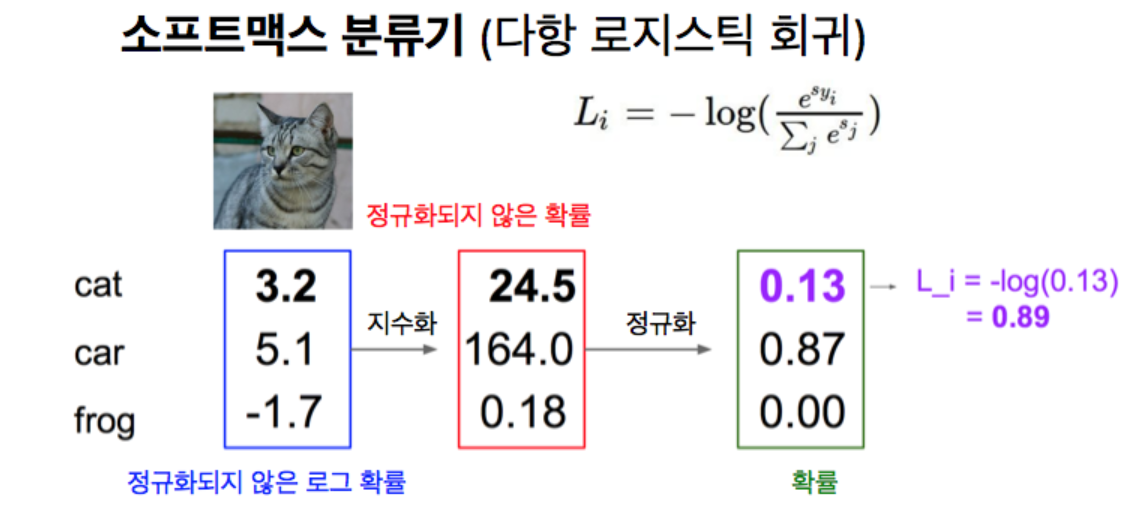 소프트맥스 분류기 (다항 로지스틱 회귀)
L_i = − log(e^{s_{y_i}} / ∑_j e^{s_j})
정규화되지 않은 확률
cat 3.2 24.5 0.13 → L_i = -log(0.13)
= 0.89
지수화 정규화
car 5.1 164.0 0.87
frog -1.7 0.18 0.00
정규화되지 않은 로그 확률 확률